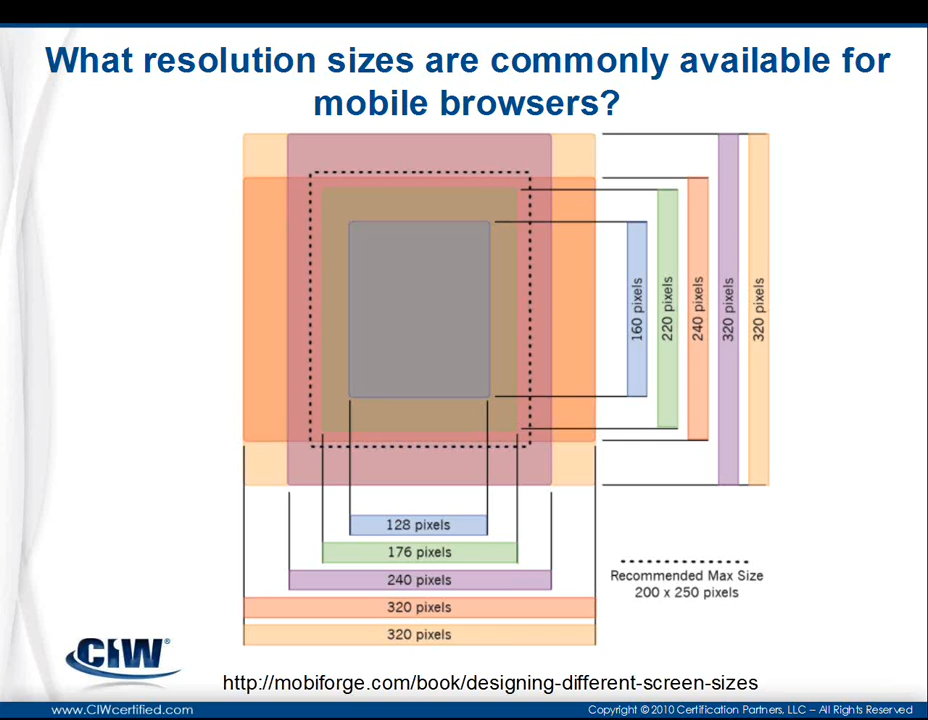 What resolution sizes are commonly available for
mobile browsers?
160 pixels
220 pixels
240 pixels
320 pixels
320 pixels
128 pixels
176 pixels
240 pixels
320 pixels
320 pixels
Recommended Max Size
200 x 250 pixels
CIW®
http://mobiforge.com/book/designing-different-screen-sizes
www.CIWcertified.com
Copyright © 2010 Certification Partners, LLC – All Rights Reserved